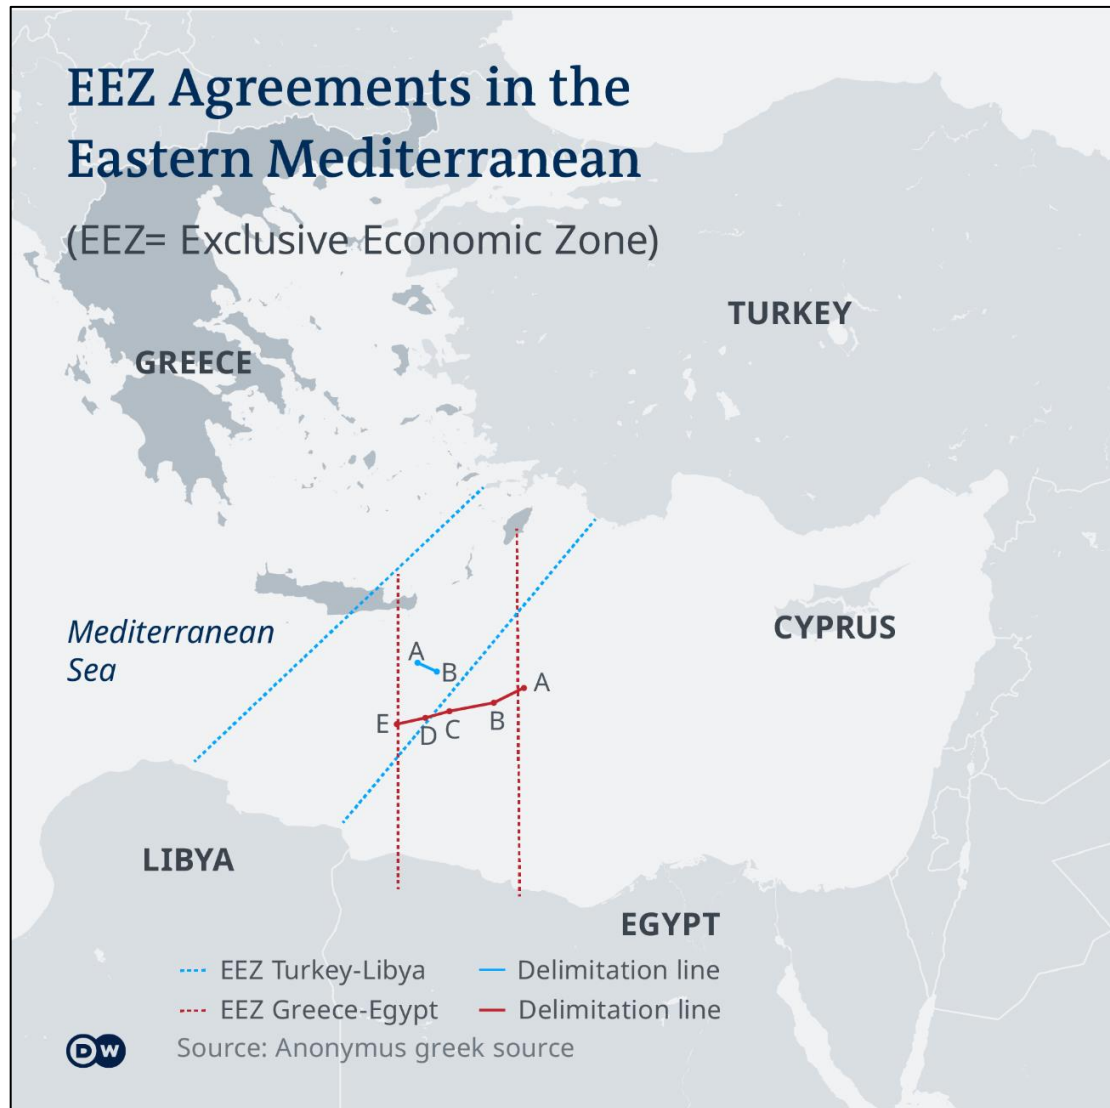 EEZ Agreements in the
Eastern Mediterranean
(EEZ= Exclusive Economic Zone)
TURKEY
GREECE
Mediterranean
Sea
CYPRUS
A
B
A
B
C
D
E
LIBYA
EGYPT
EEZ Turkey-Libya
Delimitation line
EEZ Greece-Egypt
Delimitation line
DW
Source: Anonymus greek source